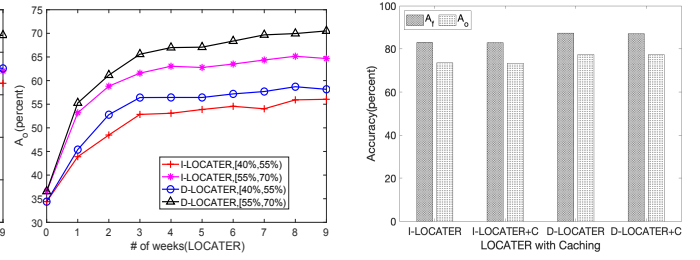 9
A_o (percent)
75
70
65
60
55
50
45
40
35
30
I-LOCATER,[40%,55%)
I-LOCATER,[55%,70%)
D-LOCATER,[40%,55%)
D-LOCATER,[55%,70%)
0 1 2 3 4 5 6 7 8 9
# of weeks(LOCATER)
Accuracy(percent)
100
80
60
40
20
0
A_f A_o
I-LOCATER I-LOCATER+C D-LOCATER D-LOCATER+C
LOCATER with Caching